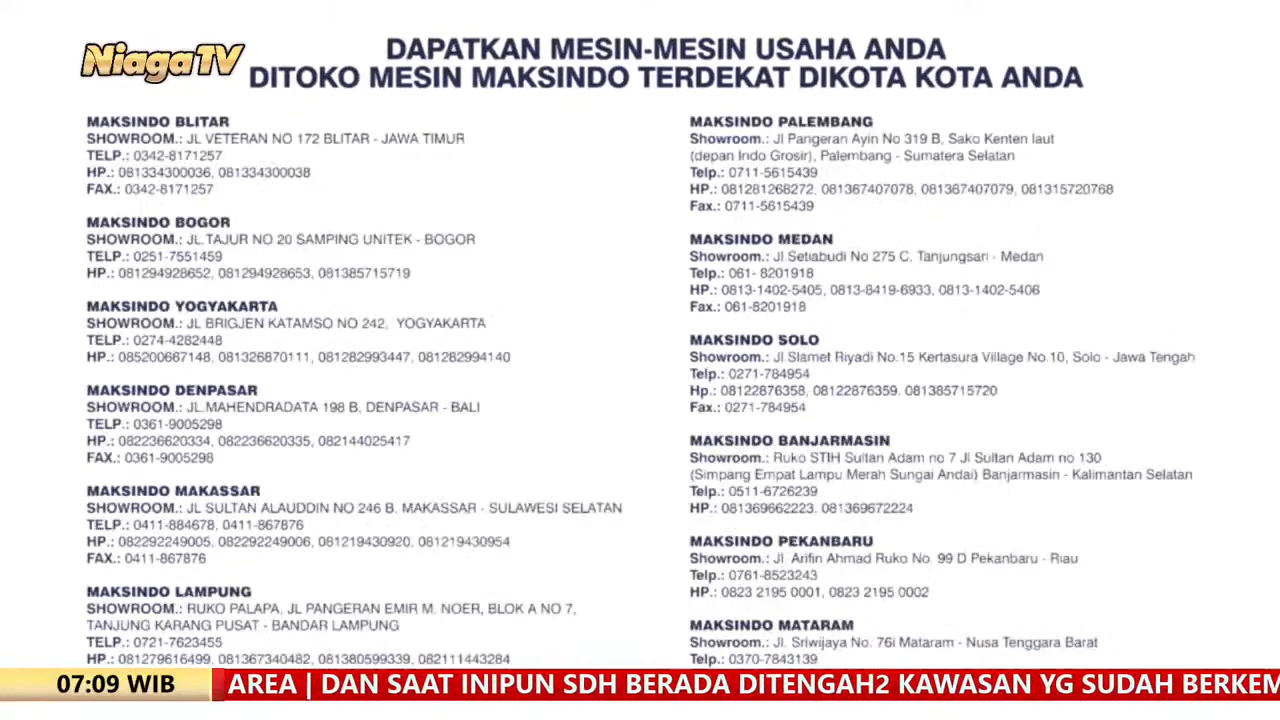 NiagaTV
DAPATKAN MESIN-MESIN USAHA ANDA
DITOKO MESIN MAKSINDO TERDEKAT DIKOTA KOTA ANDA
MAKSINDO BLITAR
SHOWROOM.: JL VETERAN NO 172 BLITAR - JAWA TIMUR
TELP.: 0342-8171257
HP.: 081334300036, 081334300038
FAX.: 0342-8171257
MAKSINDO BOGOR
SHOWROOM.: JL.TAJUR NO 20 SAMPING UNITEK - BOGOR
TELP.: 0251-7551459
HP.: 081294928652, 081294928653, 081385715719
MAKSINDO YOGYAKARTA
SHOWROOM.: JL BRIGJEN KATAMSO NO 242, YOGYAKARTA
TELP.: 0274-4282448
HP.: 085200667148, 081326870111, 081282993447, 081282994140
MAKSINDO DENPASAR
SHOWROOM.: JL.MAHENDRADATA 198 B, DENPASAR - BALI
TELP.: 0361-9005298
HP.: 082236620334, 082236620335, 082144025417
FAX.: 0361-9005298
MAKSINDO MAKASSAR
SHOWROOM.: JL SULTAN ALAUDDIN NO 246 B. MAKASSAR - SULAWESI SELATAN
TELP.: 0411-884678, 0411-867876
HP.: 082292249005, 082292249006, 081219430920, 081219430954
FAX.: 0411-867876
MAKSINDO LAMPUNG
SHOWROOM.: RUKO PALAPA, JL PANGERAN EMIR M. NOER, BLOK A NO 7,
TANJUNG KARANG PUSAT - BANDAR LAMPUNG
TELP.: 0721-7623455
HP.: 081279616499, 081367340482, 081380599339, 082111443284
MAKSINDO PALEMBANG
Showroom.: Jl Pangeran Ayin No 319 B, Sako Kenten laut
(depan Indo Grosir), Palembang - Sumatera Selatan
Telp.: 0711-5615439
HP.: 081281268272, 081367407078, 081367407079, 081315720768
Fax.: 0711-5615439
MAKSINDO MEDAN
Showroom.: Jl.Setiabudi No 275 C, Tanjungsari - Medan
Telp.: 061- 8201918
HP.: 0813-1402-5405, 0813-8419-6933, 0813-1402-5406
Fax.: 061-8201918
MAKSINDO SOLO
Showroom.: Jl.Slamet Riyadi No.15 Kertasura Village No.10, Solo - Jawa Tengah
Telp.: 0271-784954
Hp.: 08122876358, 08122876359. 081385715720
Fax.: 0271-784954
MAKSINDO BANJARMASIN
Showroom.: Ruko STIH Sultan Adam no 7 Jl Sultan Adam no 130
(Simpang Empat Lampu Merah Sungai Andai) Banjarmasin - Kalimantan Selatan
Telp.: 0511-6726239
HP.: 081369662223, 081369672224
MAKSINDO PEKANBARU
Showroom.: Jl. Arifin Ahmad Ruko No. 99 D Pekanbaru - Riau
Telp.: 0761-8523243
HP.: 0823 2195 0001, 0823 2195 0002
MAKSINDO MATARAM
Showroom.: Jl. Sriwijaya No. 76i Mataram - Nusa Tenggara Barat
Telp.: 0370-7843139
07:09 WIB
AREA | DAN SAAT INIPUN SDH BERADA DITENGAH2 KAWASAN YG SUDAH BERKEM